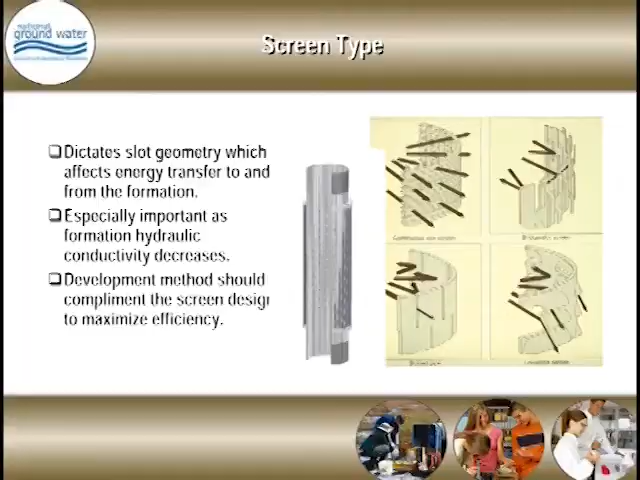 national
ground water
Screen Type
❑Dictates slot geometry which
affects energy transfer to and
from the formation.
❑Especially important as
formation hydraulic
conductivity decreases.
❑Development method should
compliment the screen design
to maximize efficiency.